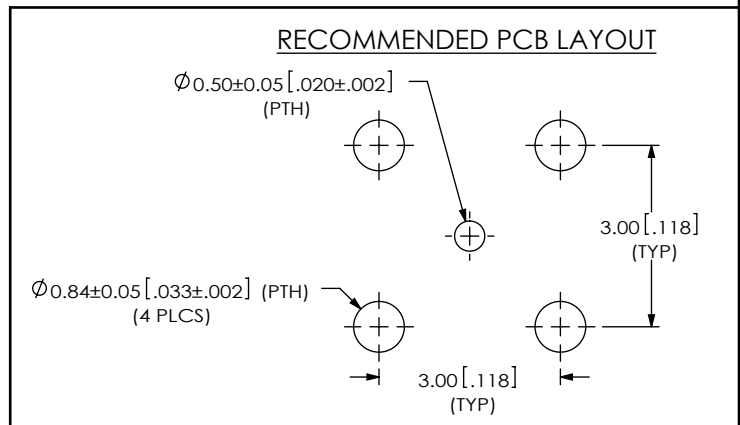 RECOMMENDED PCB LAYOUT
Ø0.50±0.05[.020±.002]
(PTH)
3.00[.118]
(TYP)
Ø0.84±0.05[.033±.002] (PTH)
(4 PLCS)
3.00[.118]
(TYP)